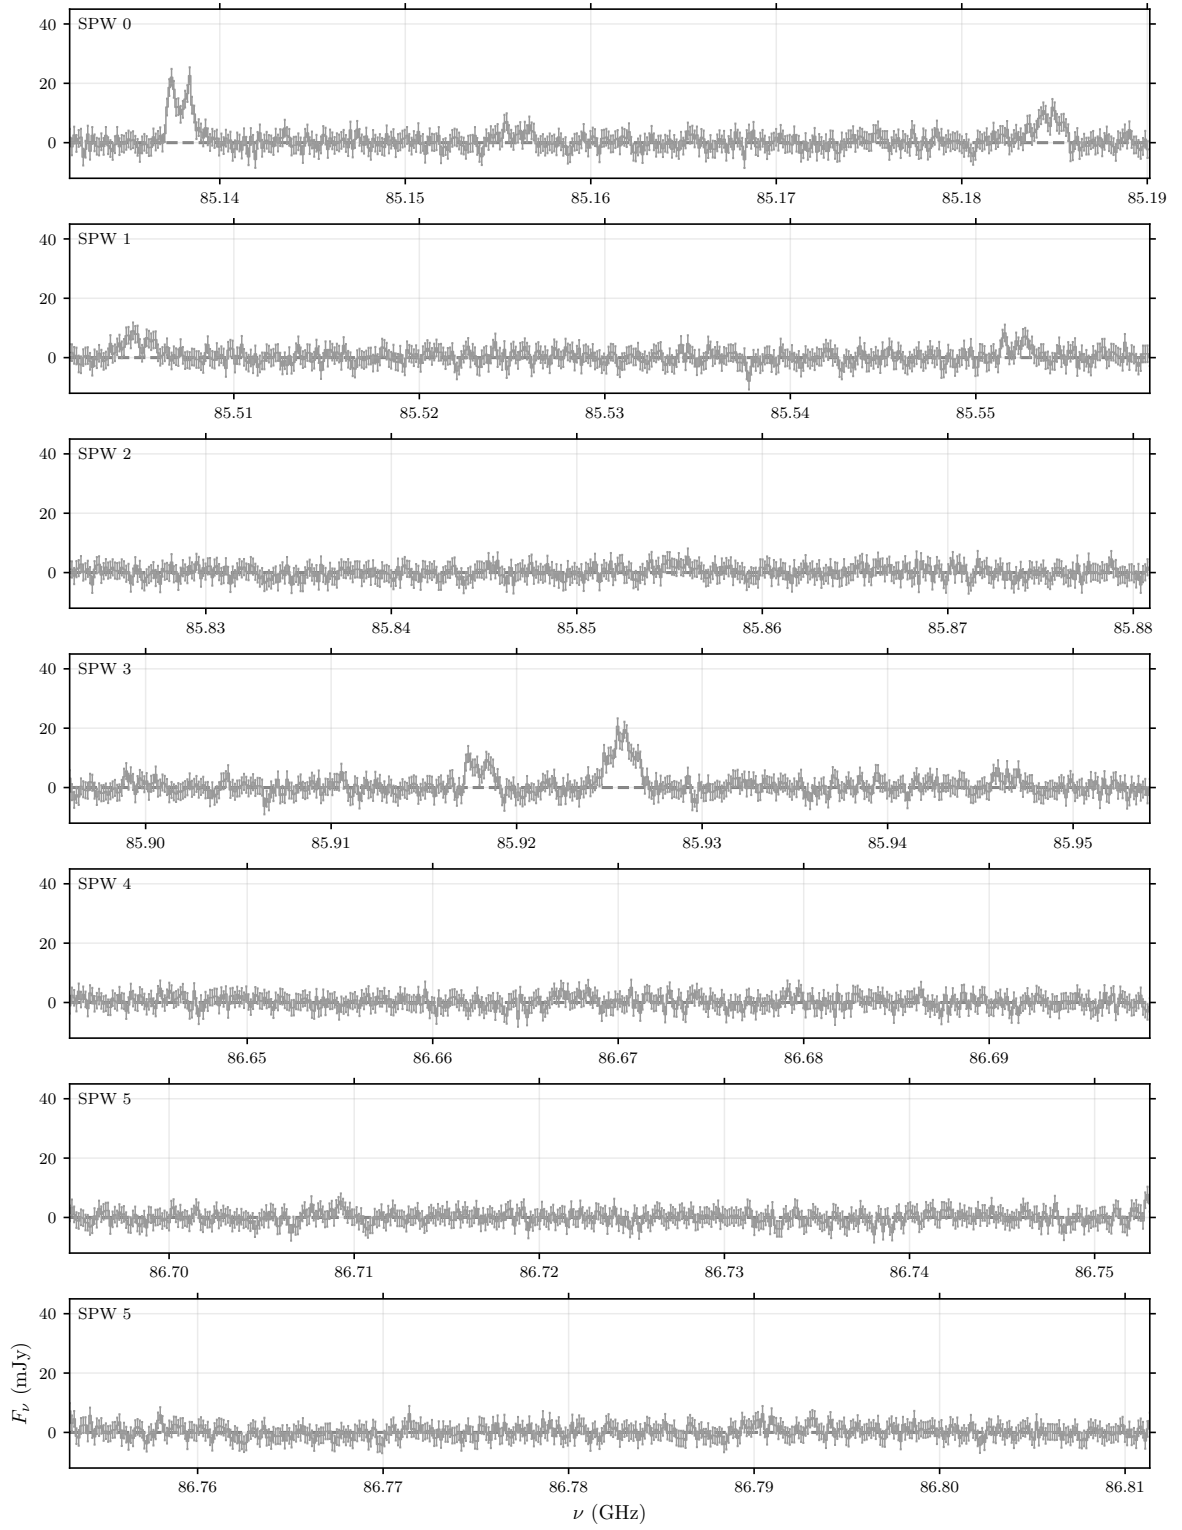 SPW 0
40
20
0
85.14 85.15 85.16 85.17 85.18 85.19
SPW 1
40
20
0
85.51 85.52 85.53 85.54 85.55
SPW 2
40
20
0
85.83 85.84 85.85 85.86 85.87 85.88
SPW 3
40
20
0
85.90 85.91 85.92 85.93 85.94 85.95
SPW 4
40
20
0
86.65 86.66 86.67 86.68 86.69
SPW 5
40
20
0
86.70 86.71 86.72 86.73 86.74 86.75
SPW 5
40
20
0
86.76 86.77 86.78 86.79 86.80 86.81
Fν (mJy)
ν (GHz)